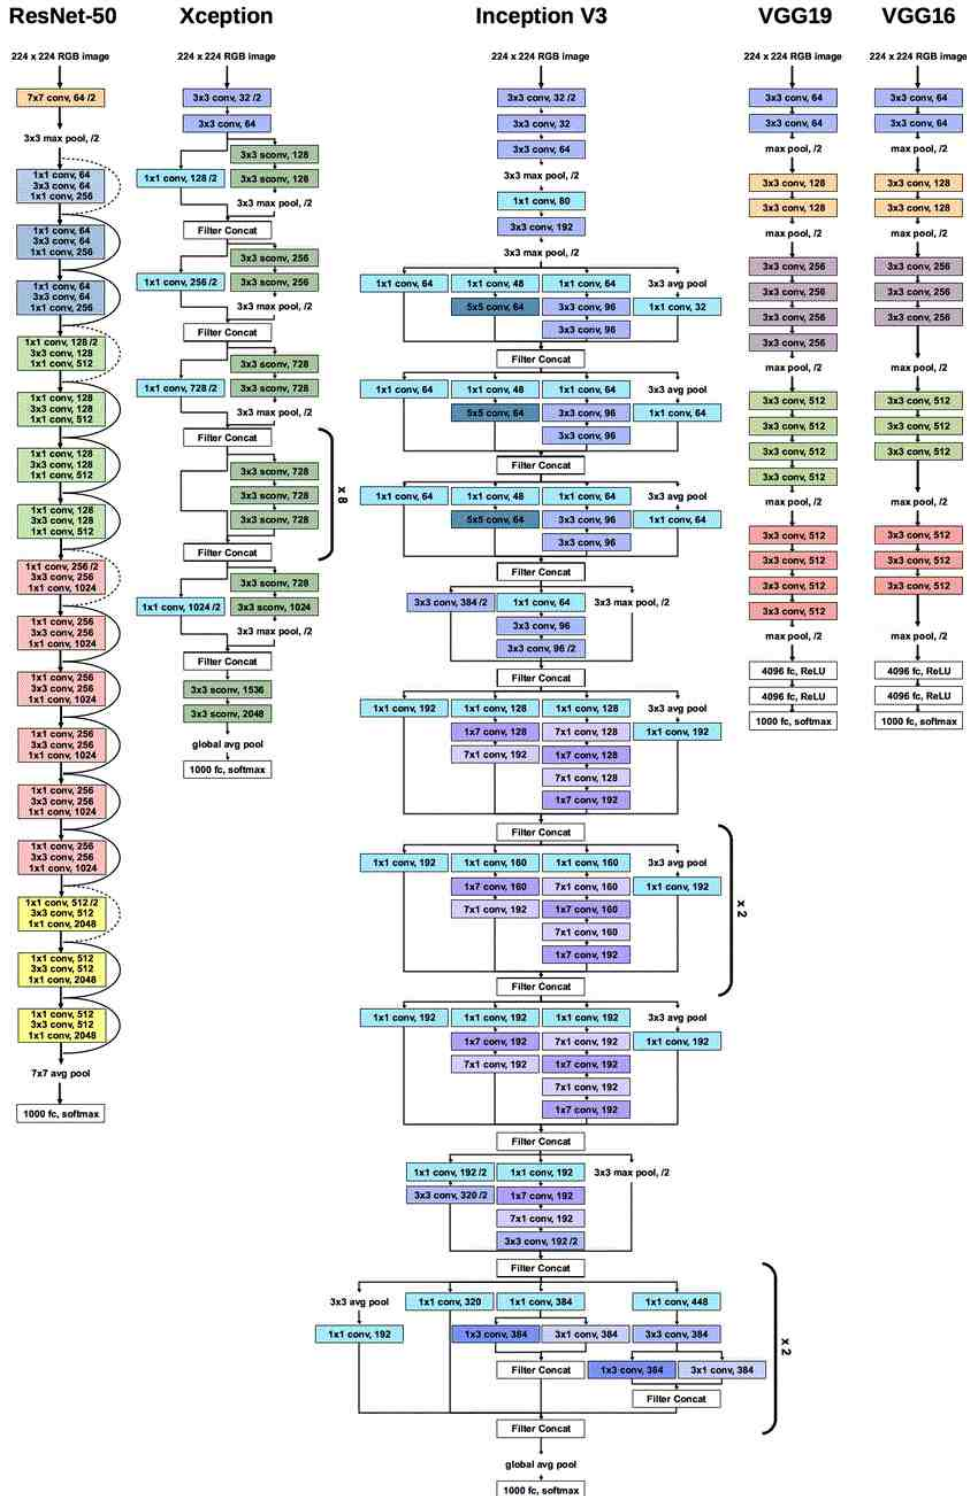 ResNet-50
224 x 224 RGB image
7x7 conv, 64 /2
3x3 max pool, /2
1x1 conv, 64
3x3 conv, 64
1x1 conv, 256
1x1 conv, 64
3x3 conv, 64
1x1 conv, 256
1x1 conv, 64
3x3 conv, 64
1x1 conv, 256
1x1 conv, 128 /2
3x3 conv, 128
1x1 conv, 512
1x1 conv, 128
3x3 conv, 128
1x1 conv, 512
1x1 conv, 128
3x3 conv, 128
1x1 conv, 512
1x1 conv, 128
3x3 conv, 128
1x1 conv, 512
1x1 conv, 256 /2
3x3 conv, 256
1x1 conv, 1024
1x1 conv, 256
3x3 conv, 256
1x1 conv, 1024
1x1 conv, 256
3x3 conv, 256
1x1 conv, 1024
1x1 conv, 256
3x3 conv, 256
1x1 conv, 1024
1x1 conv, 256
3x3 conv, 256
1x1 conv, 1024
1x1 conv, 256
3x3 conv, 256
1x1 conv, 1024
1x1 conv, 512 /2
3x3 conv, 512
1x1 conv, 2048
1x1 conv, 512
3x3 conv, 512
1x1 conv, 2048
1x1 conv, 512
3x3 conv, 512
1x1 conv, 2048
7x7 avg pool
1000 fc, softmax
Xception
224 x 224 RGB image
3x3 conv, 32 /2
3x3 conv, 64
3x3 sconv, 128
1x1 conv, 128 /2
3x3 sconv, 128
3x3 max pool, /2
Filter Concat
3x3 sconv, 256
1x1 conv, 256 /2
3x3 sconv, 256
3x3 max pool, /2
Filter Concat
3x3 sconv, 728
1x1 conv, 728 /2
3x3 sconv, 728
3x3 max pool, /2
Filter Concat
3x3 sconv, 728
3x3 sconv, 728
3x3 sconv, 728
x 8
Filter Concat
3x3 sconv, 728
1x1 conv, 1024 /2
3x3 sconv, 1024
3x3 max pool, /2
Filter Concat
3x3 sconv, 1536
3x3 sconv, 2048
global avg pool
1000 fc, softmax
Inception V3
224 x 224 RGB image
3x3 conv, 32 /2
3x3 conv, 32
3x3 conv, 64
3x3 max pool, /2
1x1 conv, 80
3x3 conv, 192
3x3 max pool, /2
1x1 conv, 64
1x1 conv, 48
1x1 conv, 64
3x3 avg pool
5x5 conv, 64
3x3 conv, 96
1x1 conv, 32
3x3 conv, 96
Filter Concat
1x1 conv, 64
1x1 conv, 48
1x1 conv, 64
3x3 avg pool
5x5 conv, 64
3x3 conv, 96
1x1 conv, 64
3x3 conv, 96
Filter Concat
1x1 conv, 64
1x1 conv, 48
1x1 conv, 64
3x3 avg pool
5x5 conv, 64
3x3 conv, 96
1x1 conv, 64
3x3 conv, 96
Filter Concat
3x3 conv, 384 /2
1x1 conv, 64
3x3 max pool, /2
3x3 conv, 96
3x3 conv, 96 /2
Filter Concat
1x1 conv, 192
1x1 conv, 128
1x1 conv, 128
3x3 avg pool
1x7 conv, 128
7x1 conv, 128
1x1 conv, 192
7x1 conv, 192
1x7 conv, 128
7x1 conv, 128
1x7 conv, 192
Filter Concat
1x1 conv, 192
1x1 conv, 160
1x1 conv, 160
3x3 avg pool
1x7 conv, 160
7x1 conv, 160
1x1 conv, 192
7x1 conv, 192
1x7 conv, 160
7x1 conv, 160
1x7 conv, 192
x 2
Filter Concat
1x1 conv, 192
1x1 conv, 192
1x1 conv, 192
3x3 avg pool
1x7 conv, 192
7x1 conv, 192
1x1 conv, 192
7x1 conv, 192
1x7 conv, 192
7x1 conv, 192
1x7 conv, 192
Filter Concat
1x1 conv, 192 /2
1x1 conv, 192
3x3 max pool, /2
3x3 conv, 320 /2
1x7 conv, 192
7x1 conv, 192
3x3 conv, 192 /2
Filter Concat
3x3 avg pool
1x1 conv, 320
1x1 conv, 384
1x1 conv, 448
1x1 conv, 192
1x3 conv, 384
3x1 conv, 384
3x3 conv, 384
x 2
Filter Concat
1x3 conv, 384
3x1 conv, 384
Filter Concat
Filter Concat
global avg pool
1000 fc, softmax
VGG19
224 x 224 RGB image
3x3 conv, 64
3x3 conv, 64
max pool, /2
3x3 conv, 128
3x3 conv, 128
max pool, /2
3x3 conv, 256
3x3 conv, 256
3x3 conv, 256
3x3 conv, 256
max pool, /2
3x3 conv, 512
3x3 conv, 512
3x3 conv, 512
3x3 conv, 512
max pool, /2
3x3 conv, 512
3x3 conv, 512
3x3 conv, 512
3x3 conv, 512
max pool, /2
4096 fc, ReLU
4096 fc, ReLU
1000 fc, softmax
VGG16
224 x 224 RGB image
3x3 conv, 64
3x3 conv, 64
max pool, /2
3x3 conv, 128
3x3 conv, 128
max pool, /2
3x3 conv, 256
3x3 conv, 256
3x3 conv, 256
max pool, /2
3x3 conv, 512
3x3 conv, 512
3x3 conv, 512
max pool, /2
3x3 conv, 512
3x3 conv, 512
3x3 conv, 512
max pool, /2
4096 fc, ReLU
4096 fc, ReLU
1000 fc, softmax